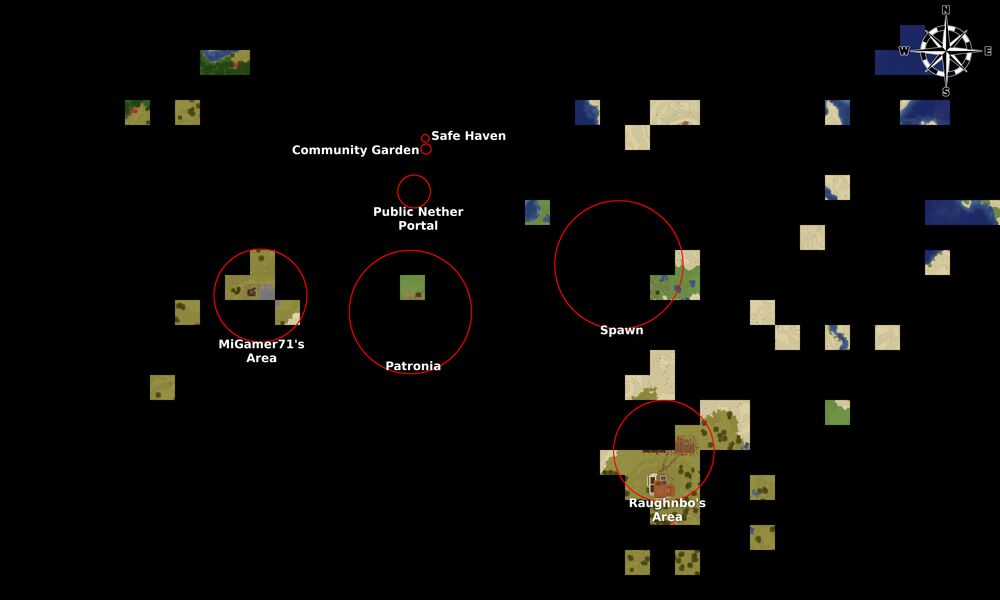 N
W
E
S
Safe Haven
Community Garden
Public Nether
Portal
Spawn
MiGamer71's
Area
Patronia
Raughnbo's
Area